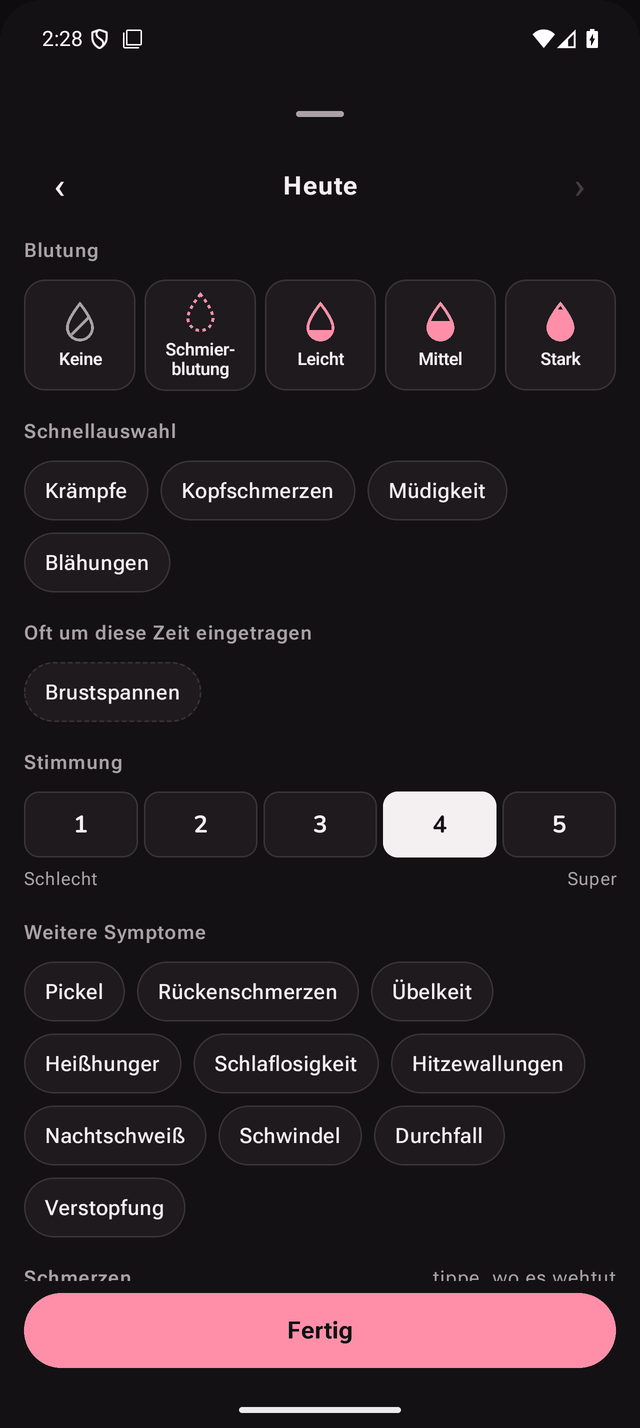 2:28
‹ Heute ›
Blutung
Keine
Schmier-
blutung
Leicht
Mittel
Stark
Schnellauswahl
Krämpfe Kopfschmerzen Müdigkeit
Blähungen
Oft um diese Zeit eingetragen
Brustspannen
Stimmung
1 2 3 4 5
Schlecht Super
Weitere Symptome
Pickel Rückenschmerzen Übelkeit
Heißhunger Schlaflosigkeit Hitzewallungen
Nachtschweiß Schwindel Durchfall
Verstopfung
Schmerzen tippe, wo es wehtut
Fertig